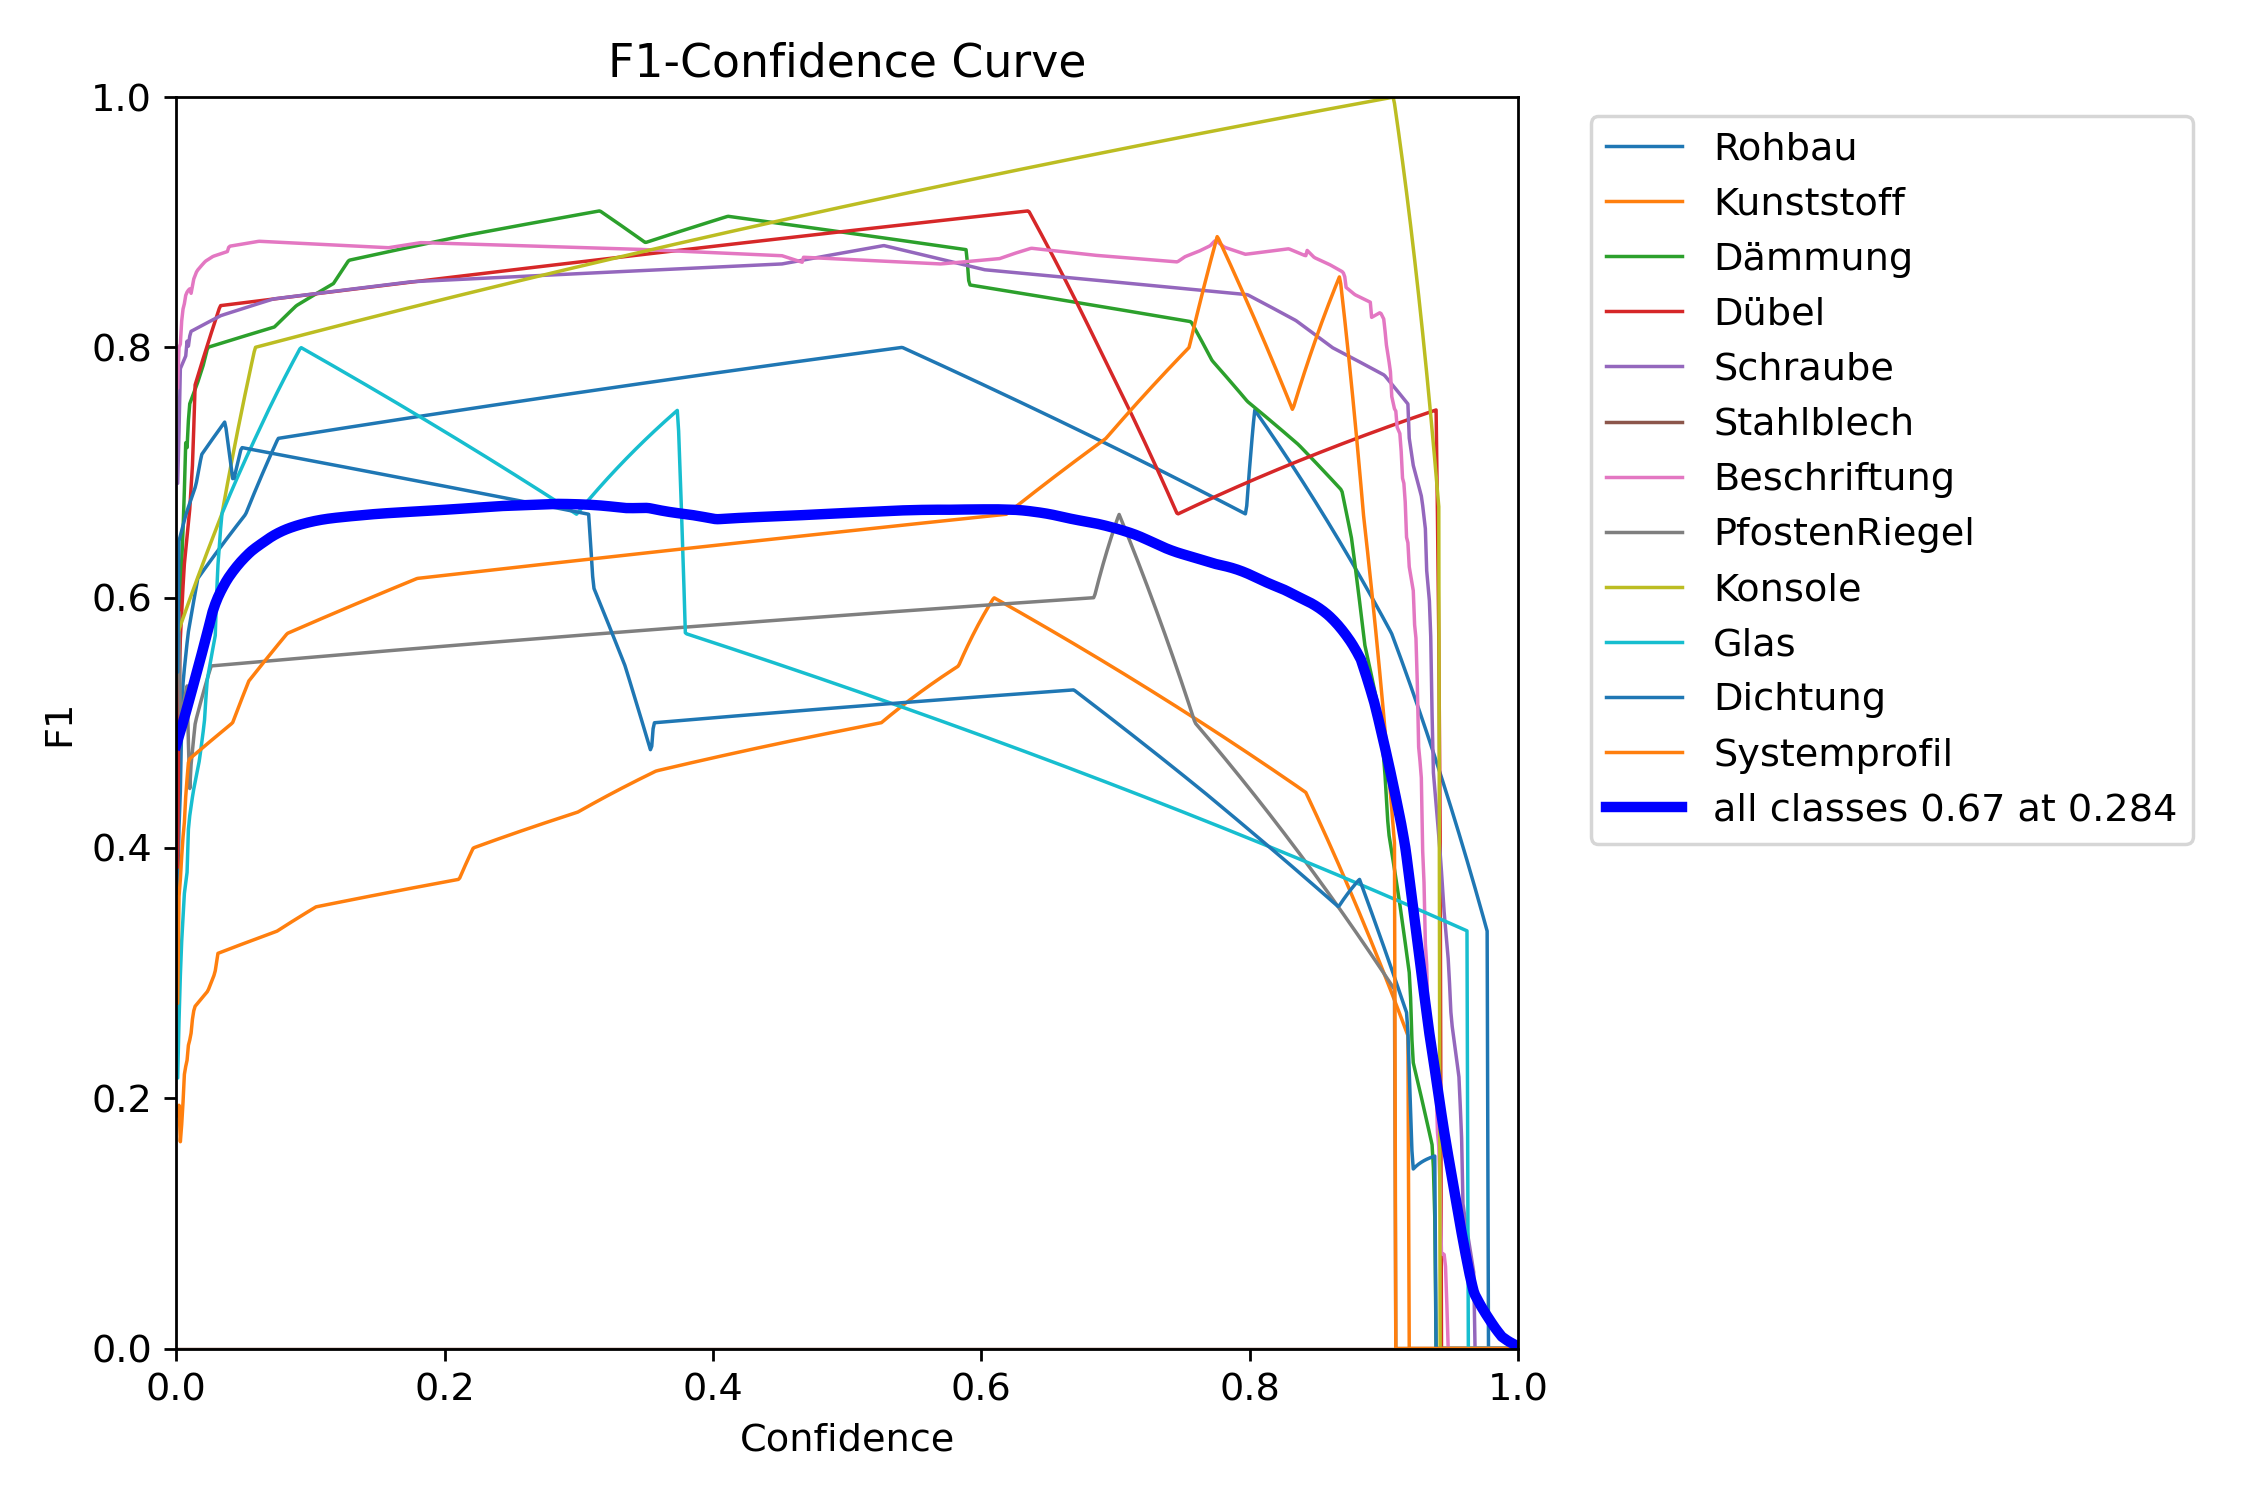 F1-Confidence Curve
1.0
0.8
0.6
0.4
0.2
0.0
F1
0.0 0.2 0.4 0.6 0.8 1.0
Confidence
Rohbau
Kunststoff
Dämmung
Dübel
Schraube
Stahlblech
Beschriftung
PfostenRiegel
Konsole
Glas
Dichtung
Systemprofil
all classes 0.67 at 0.284